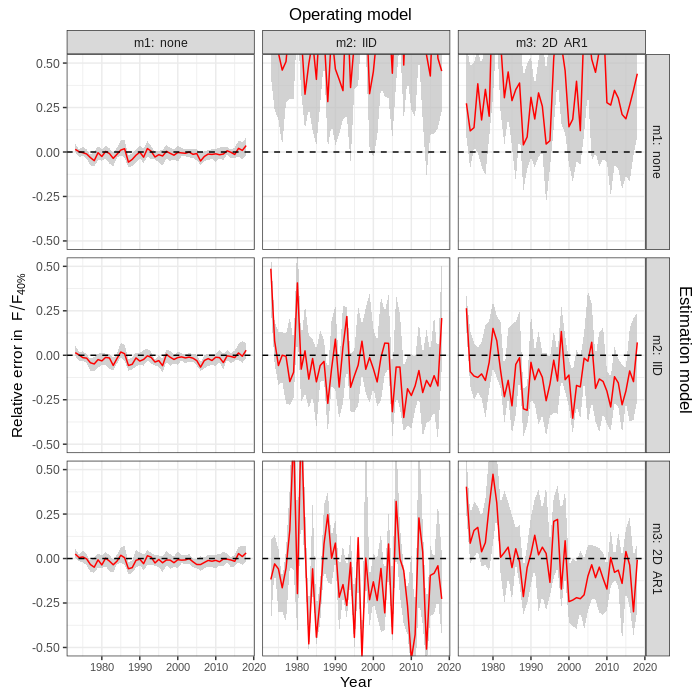 Operating model
m1: none m2: IID m3: 2D AR1
0.50
0.25
0.00
-0.25
-0.50
m1: none
0.50
0.25
0.00
-0.25
-0.50
m2: IID
0.50
0.25
0.00
-0.25
-0.50
m3: 2D AR1
Relative error in F/F40%
Estimation model
1980 1990 2000 2010 2020 1980 1990 2000 2010 2020 1980 1990 2000 2010 2020
Year